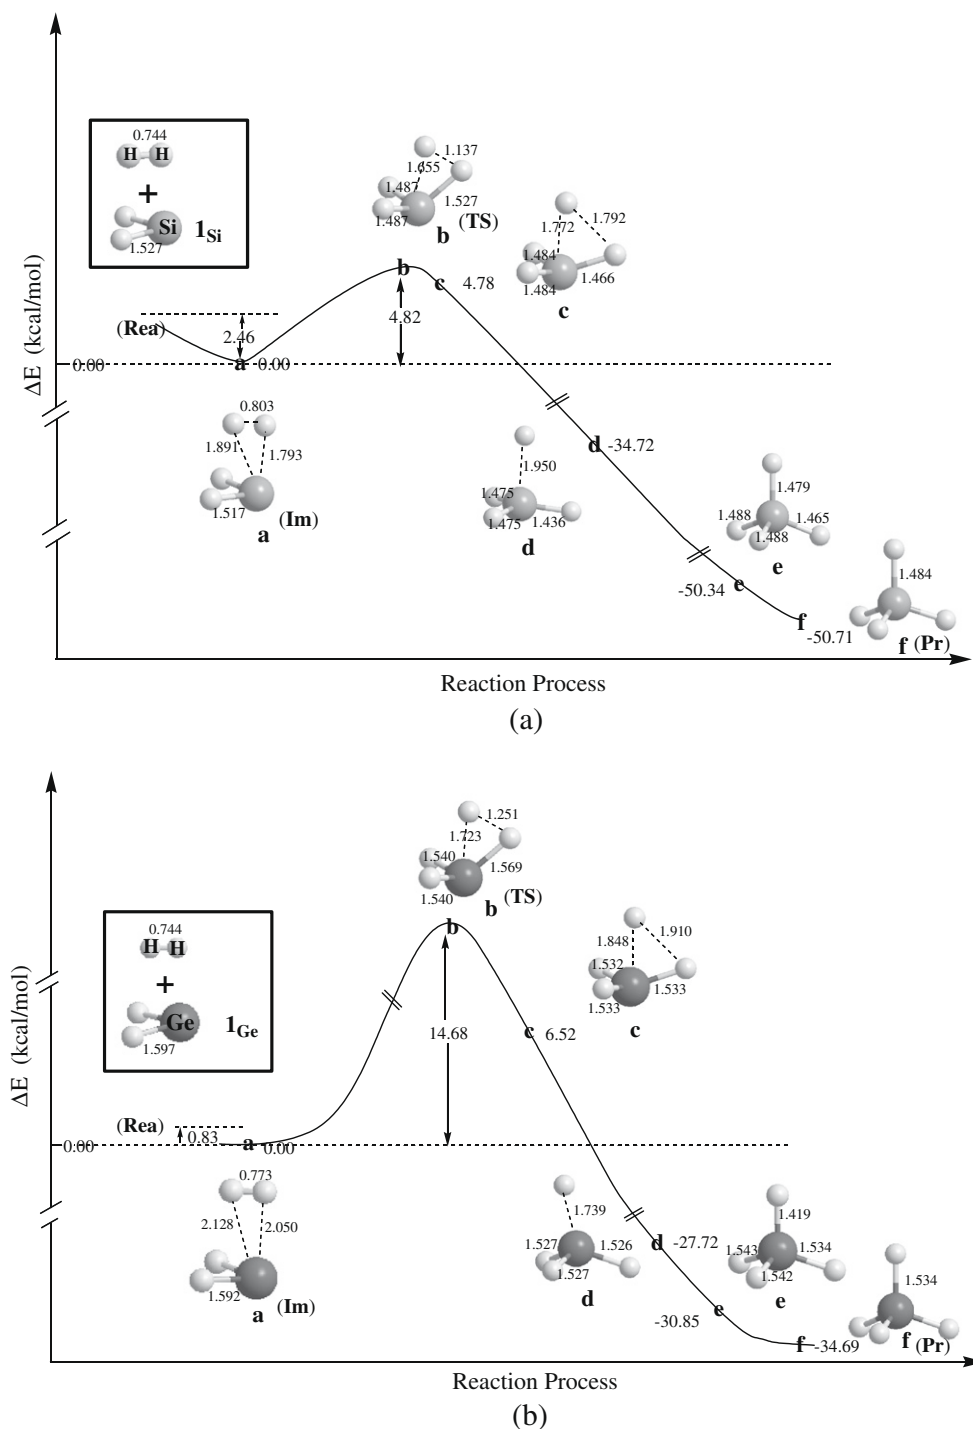 ΔE (kcal/mol)
0.744
H H
+
Si
1.527
1Si
1.137
1.655
1.487
1.527
1.487
b (TS)
1.792
1.772
1.484
1.466
1.484
c
b
c 4.78
4.82
(Rea)
2.46
0.00
a 0.00
0.803
1.891
1.793
1.517
a (Im)
d -34.72
1.950
1.475
1.475
1.436
d
1.479
1.488
1.465
1.488
e
-50.34
e
f
-50.71
1.484
f (Pr)
Reaction Process
(a)
ΔE (kcal/mol)
1.251
1.723
1.540
1.569
1.540
b (TS)
b
0.744
H H
+
Ge
1.597
1Ge
1.910
1.848
1.532
1.533
1.533
c
14.68
c 6.52
(Rea)
0.83
0.00
a 0.00
0.773
2.128
2.050
1.592
a (Im)
1.739
1.527
1.526
1.527
d
d -27.72
1.419
1.543
1.534
1.542
e
-30.85
e
f -34.69
1.534
f (Pr)
Reaction Process
(b)